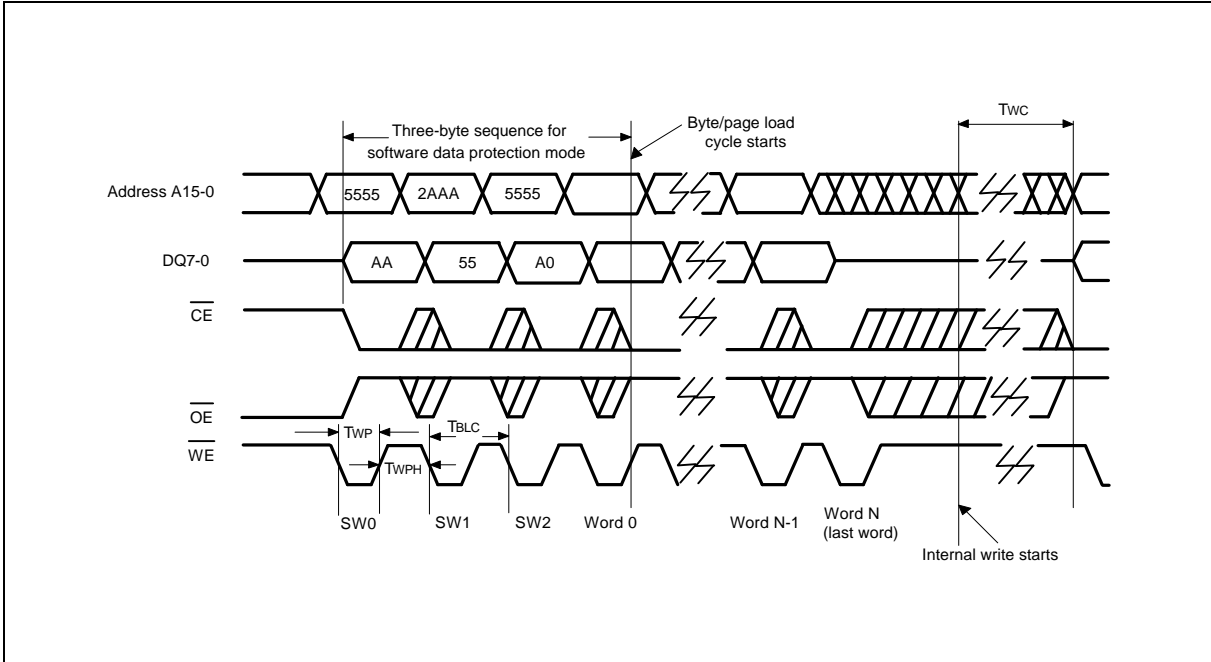 TWC
Three-byte sequence for
software data protection mode
Byte/page load
cycle starts
Address A15-0
5555
2AAA
5555
DQ7-0
AA
55
A0
CE
OE
TWP
TBLC
WE
TWPH
SW0
SW1
SW2
Word 0
Word N-1
Word N
(last word)
Internal write starts